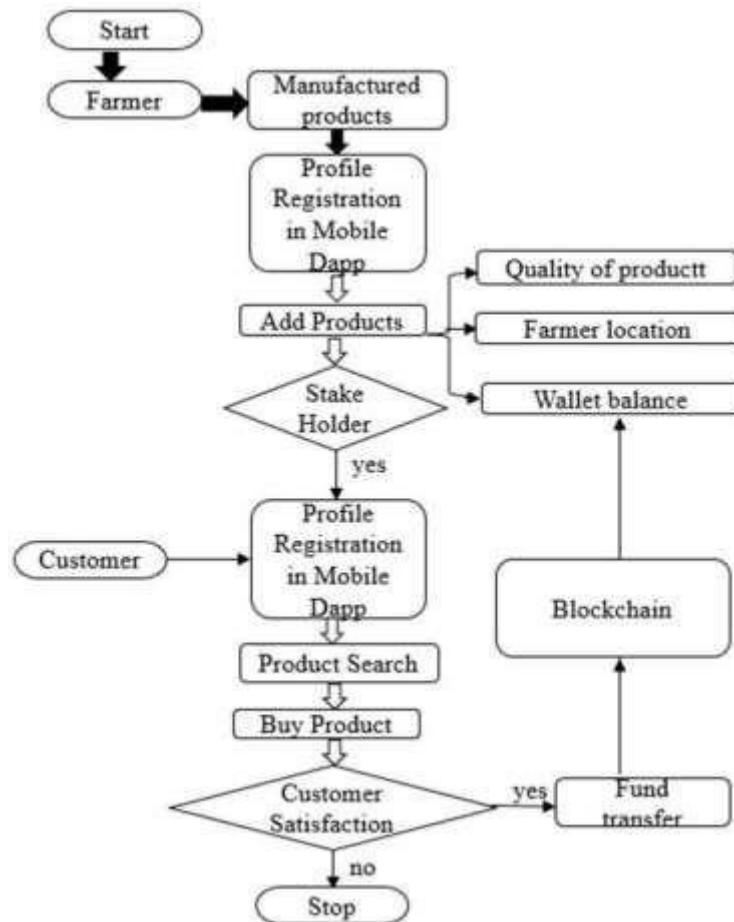 Start
Farmer
Manufactured
products
Profile
Registration
in Mobile
Dapp
Quality of productt
Add Products
Farmer location
Stake
Holder
Wallet balance
yes
Profile
Registration
in Mobile
Dapp
Customer
Blockchain
Product Search
Buy Product
Customer
Satisfaction
yes
Fund
transfer
no
Stop